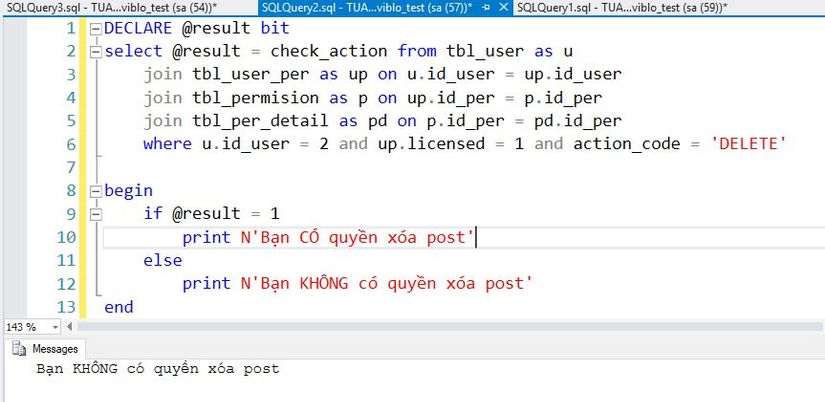 SQLQuery3.sql - TUA...viblo_test (sa (54))* SQLQuery2.sql - TUA...viblo_test (sa (57))* SQLQuery1.sql - TUA...viblo_test (sa (59))*
1 DECLARE @result bit
2 select @result = check_action from tbl_user as u
3 join tbl_user_per as up on u.id_user = up.id_user
4 join tbl_permision as p on up.id_per = p.id_per
5 join tbl_per_detail as pd on p.id_per = pd.id_per
6 where u.id_user = 2 and up.licensed = 1 and action_code = 'DELETE'
7
8 begin
9 if @result = 1
10 print N'Bạn CÓ quyền xóa post'
11 else
12 print N'Bạn KHÔNG có quyền xóa post'
13 end
143 %
Messages
Bạn KHÔNG có quyền xóa post